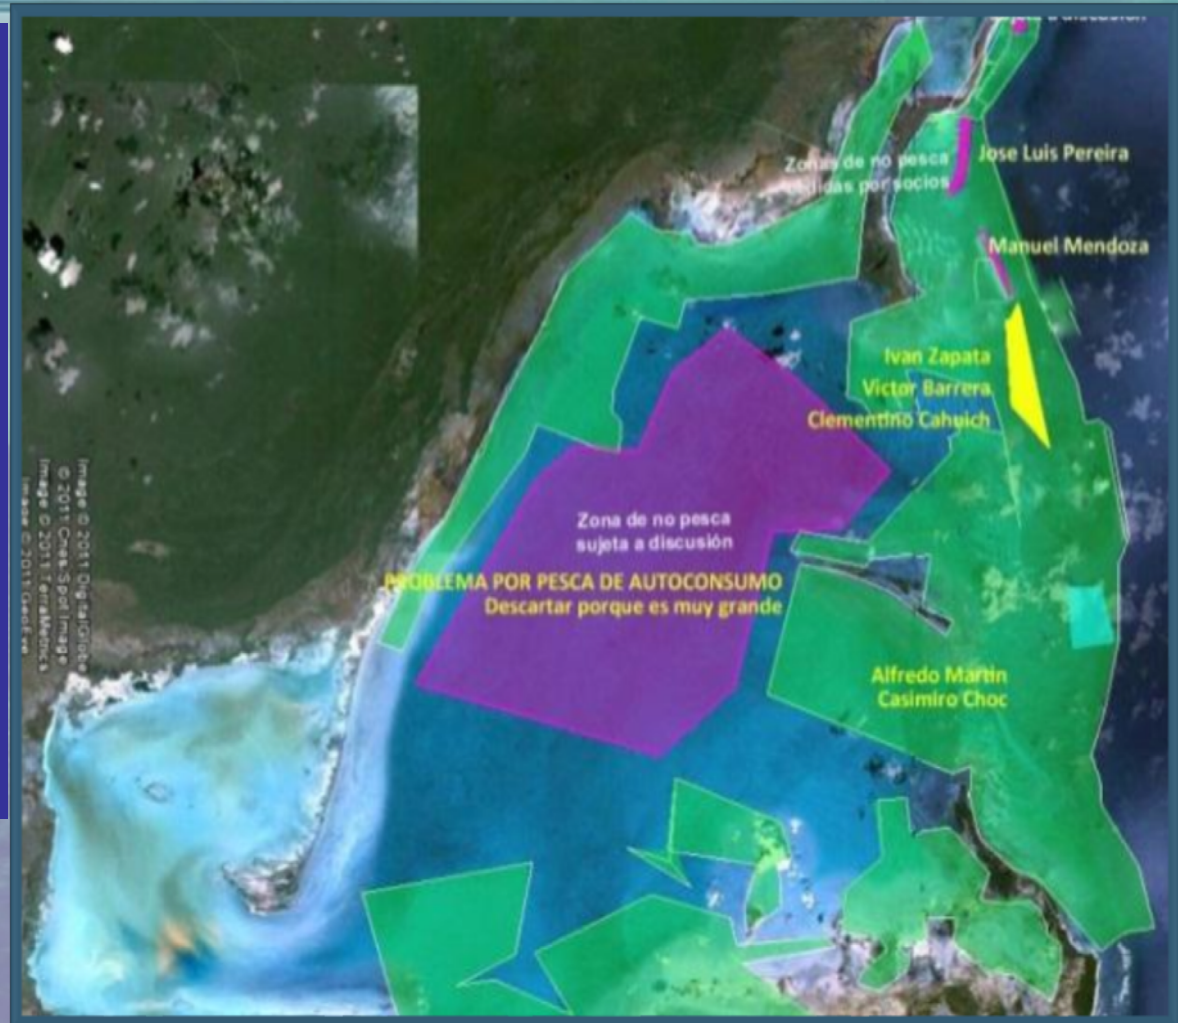 a discusión
Jose Luis Pereira
Zonas de no pesca
por socios
Manuel Mendoza
Ivan Zapata
Victor Barrera
Clementino Cahuich
Zona de no pesca
sujeta a discusión
PROBLEMA POR PESCA DE AUTOCONSUMO
Descartar porque es muy grande
Alfredo Martin
Casimiro Choc
Image © 2011 DigitalGlobe
© 2011 Cnes/Spot Image
Image © 2011 TerraMetrics
Image © 2011 GeoEye